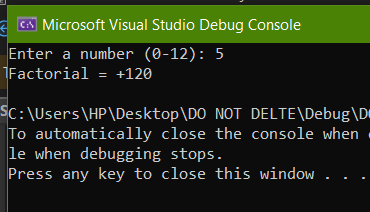 Microsoft Visual Studio Debug Console
Enter a number (0-12): 5
Factorial = +120
C:\Users\HP\Desktop\DO NOT DELTE\Debug\
To automatically close the console when
le when debugging stops.
Press any key to close this window . . .